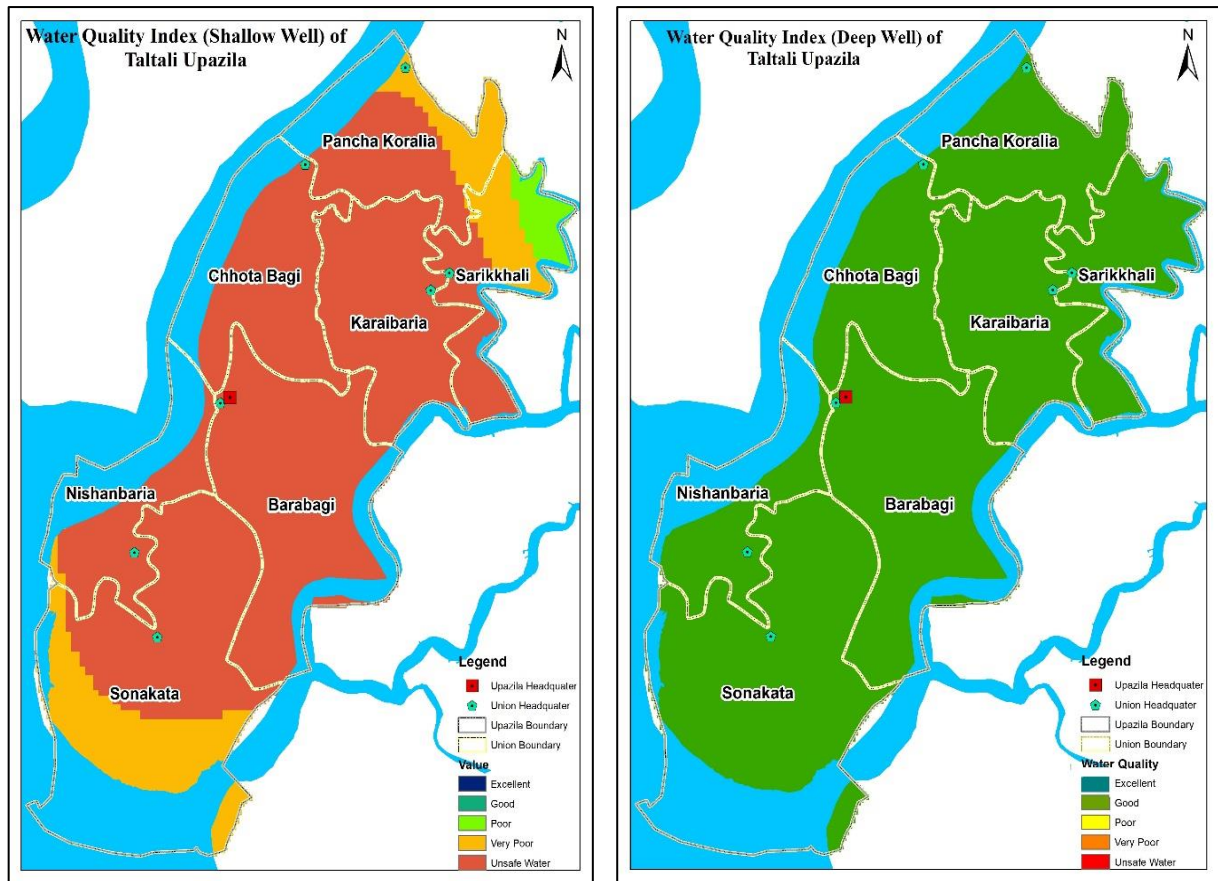 Water Quality Index (Shallow Well) of
Taltali Upazila
N
Pancha Koralia
Chhota Bagi
Sarikkhali
Karaibaria
Nishanbaria
Barabagi
Sonakata
Legend
Upazila Headquater
Union Headquater
Upazila Boundary
Union Boundary
Value
Excellent
Good
Poor
Very Poor
Unsafe Water
Water Quality Index (Deep Well) of
Taltali Upazila
N
Pancha Koralia
Chhota Bagi
Sarikkhali
Karaibaria
Nishanbaria
Barabagi
Sonakata
Legend
Upazila Headquater
Union Headquater
Upazila Boundary
Union Boundary
Water Quality
Excellent
Good
Poor
Very Poor
Unsafe Water